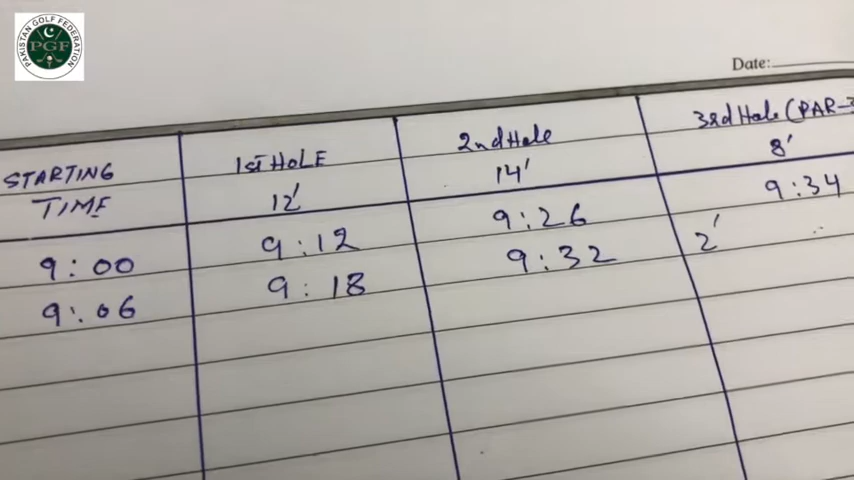 PAKISTAN GOLF FEDERATION
PGF
Date:
STARTING TIME
1st HOLE
2nd Hole
3rd Hole (PAR-3
12'
14'
8'
9:00
9:12
9:26
9:34
9:06
9:18
9:32
2'